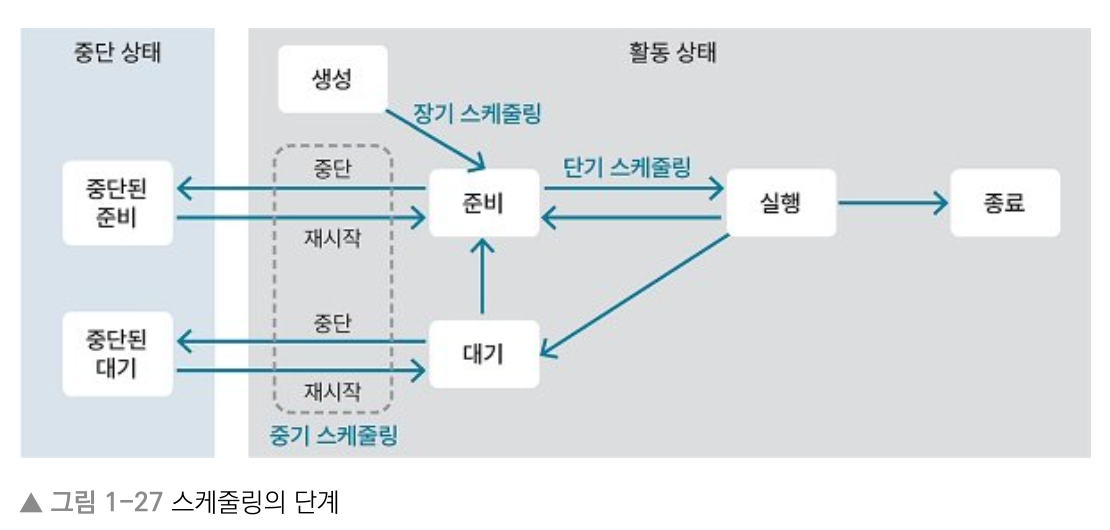 중단 상태
활동 상태
생성
장기 스케줄링
중단된
준비
중단
재시작
준비
단기 스케줄링
실행
종료
중단된
대기
중단
재시작
대기
중기 스케줄링
▲ 그림 1-27 스케줄링의 단계